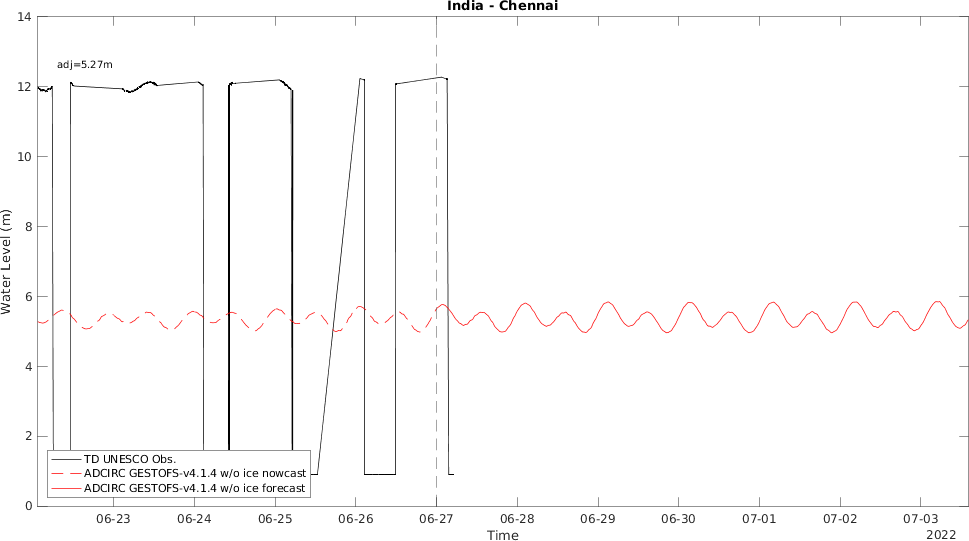 India - Chennai
adj=5.27m
14
12
10
8
6
4
2
0
Water Level (m)
TD UNESCO Obs.
ADCIRC GESTOFS-v4.1.4 w/o ice nowcast
ADCIRC GESTOFS-v4.1.4 w/o ice forecast
06-23 06-24 06-25 06-26 06-27 06-28 06-29 06-30 07-01 07-02 07-03
Time
2022